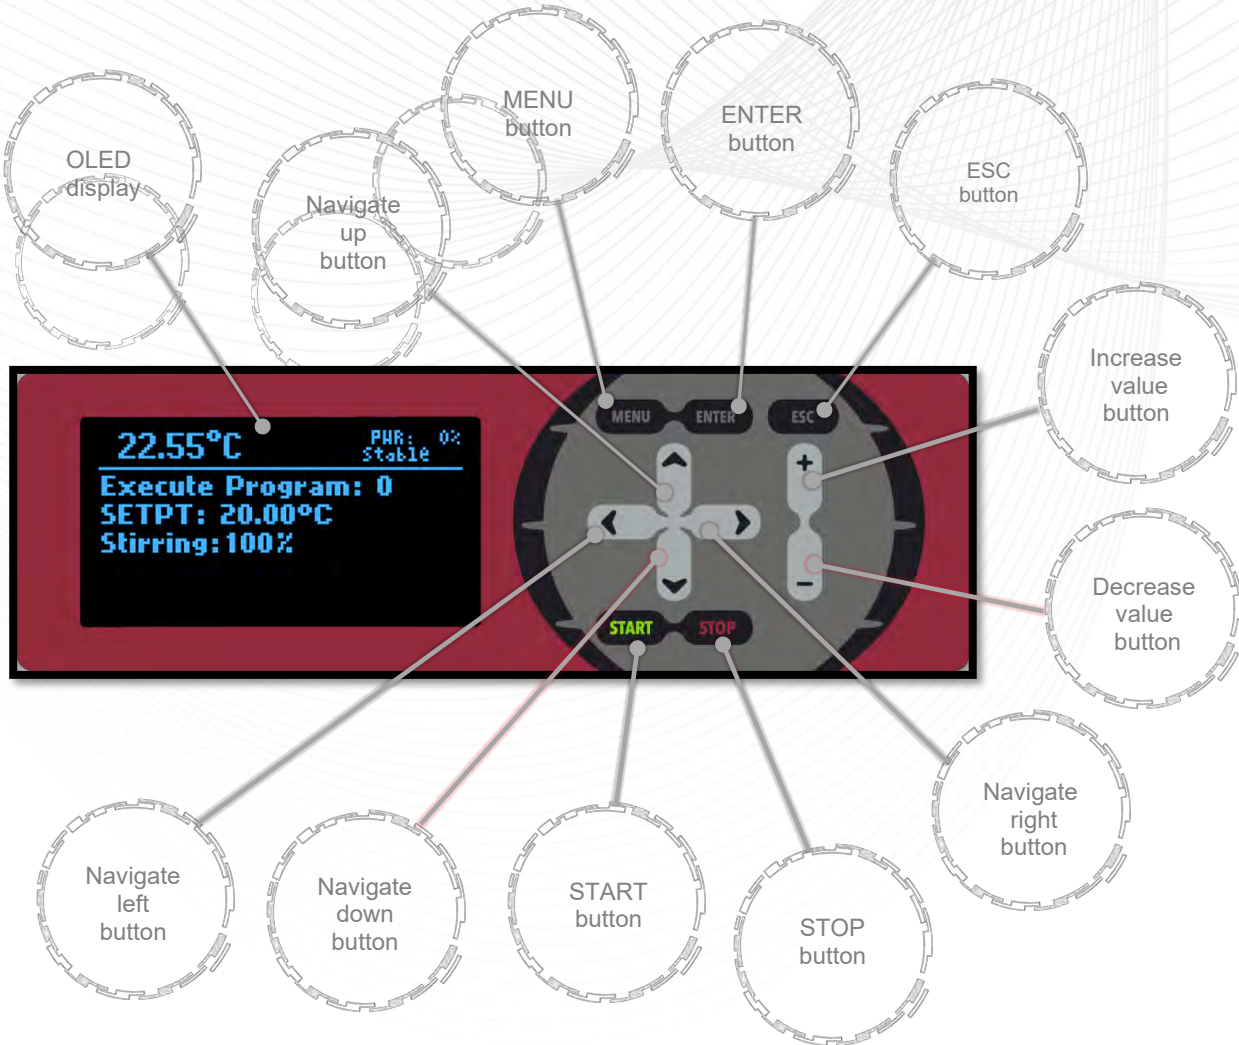 MENU
button
ENTER
button
OLED
display
ESC
button
Navigate
up
button
Increase
value
button
22.55°C
PWR: 0%
Stable
Execute Program: 0
SETPT: 20.00°C
Stirring:100%
MENU
ENTER
ESC
+
-
START
STOP
Decrease
value
button
Navigate
right
button
Navigate
left
button
Navigate
down
button
START
button
STOP
button